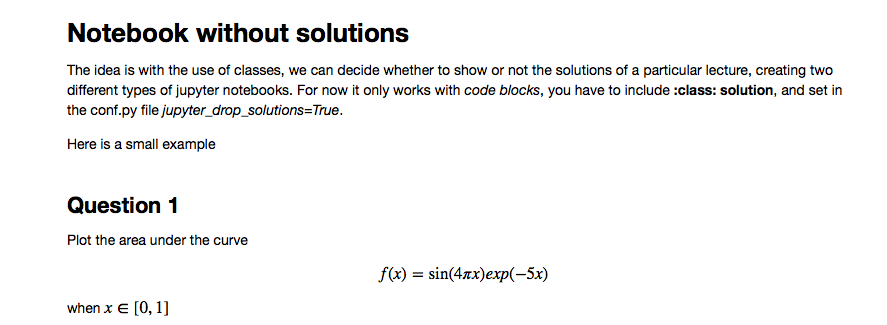 Notebook without solutions
The idea is with the use of classes, we can decide whether to show or not the solutions of a particular lecture, creating two
different types of jupyter notebooks. For now it only works with code blocks, you have to include :class: solution, and set in
the conf.py file jupyter_drop_solutions=True.
Here is a small example
Question 1
Plot the area under the curve
f(x) = sin(4πx)exp(−5x)
when x ∈ [0, 1]